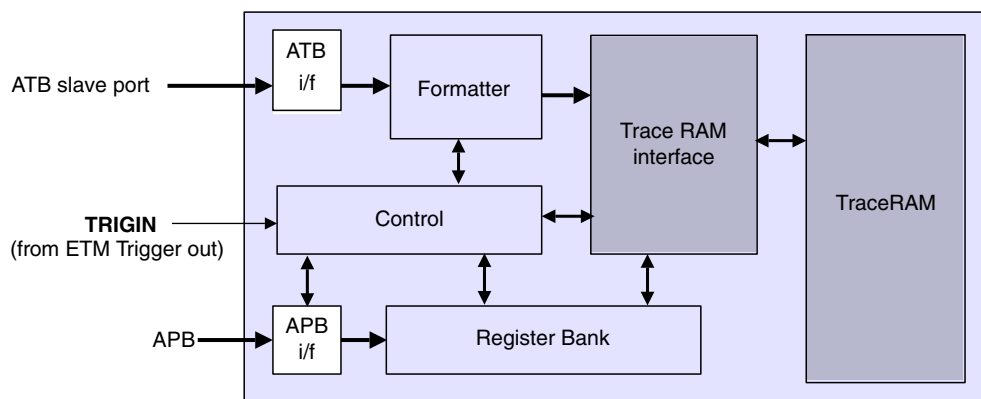 ATB slave port
ATB
i/f
Formatter
Trace RAM
interface
TraceRAM
TRIGIN
(from ETM Trigger out)
Control
APB
APB
i/f
Register Bank